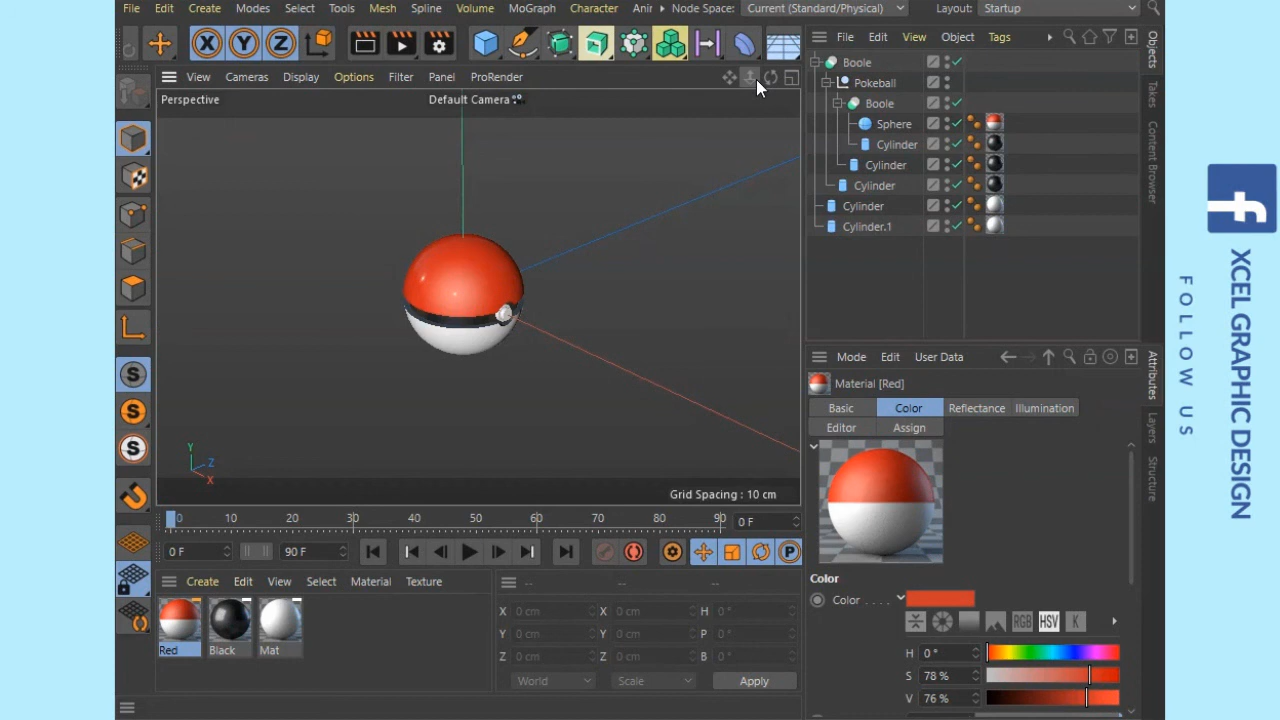 File Edit Create Modes Select Tools Mesh Spline Volume MoGraph Character Anir Node Space: Current (Standard/Physical) Layout: Startup
X Y Z
File Edit View Object Tags
View Cameras Display Options Filter Panel ProRender
Perspective
Default Camera
Boole
Pokeball
Boole
Sphere
Cylinder
Cylinder
Cylinder
Cylinder
Cylinder.1
Objects
Takes
Content Browser
S
S
S
Y
Z
X
Grid Spacing : 10 cm
0 10 20 30 40 50 60 70 80 90 0 F
0 F 90 F P
Create Edit View Select Material Texture
Red Black Mat
-- -- --
X 0 cm X 0 cm H 0 °
Y 0 cm Y 0 cm P 0 °
Z 0 cm Z 0 cm B 0 °
World Scale Apply
Mode Edit User Data
Material [Red]
Basic Color Reflectance Illumination
Editor Assign
Color
Color . . . .
RGB HSV K
H 0 °
S 78 %
V 76 %
Attributes
Layers
Structure
f
XCEL GRAPHIC DESIGN
FOLLOW US